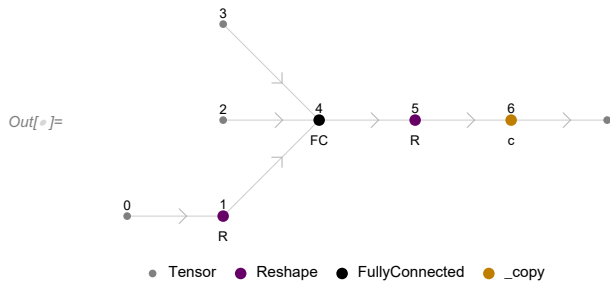 3
Out[●]=
2 4 5 6
FC R c
0 1
R
Tensor Reshape FullyConnected _copy